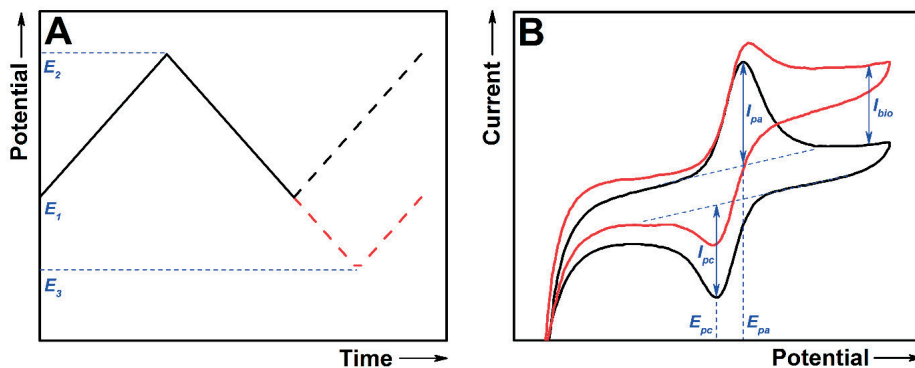 A
Potential
E2
E1
E3
Time
B
Current
Ipa
Ibio
Ipc
Epc
Epa
Potential